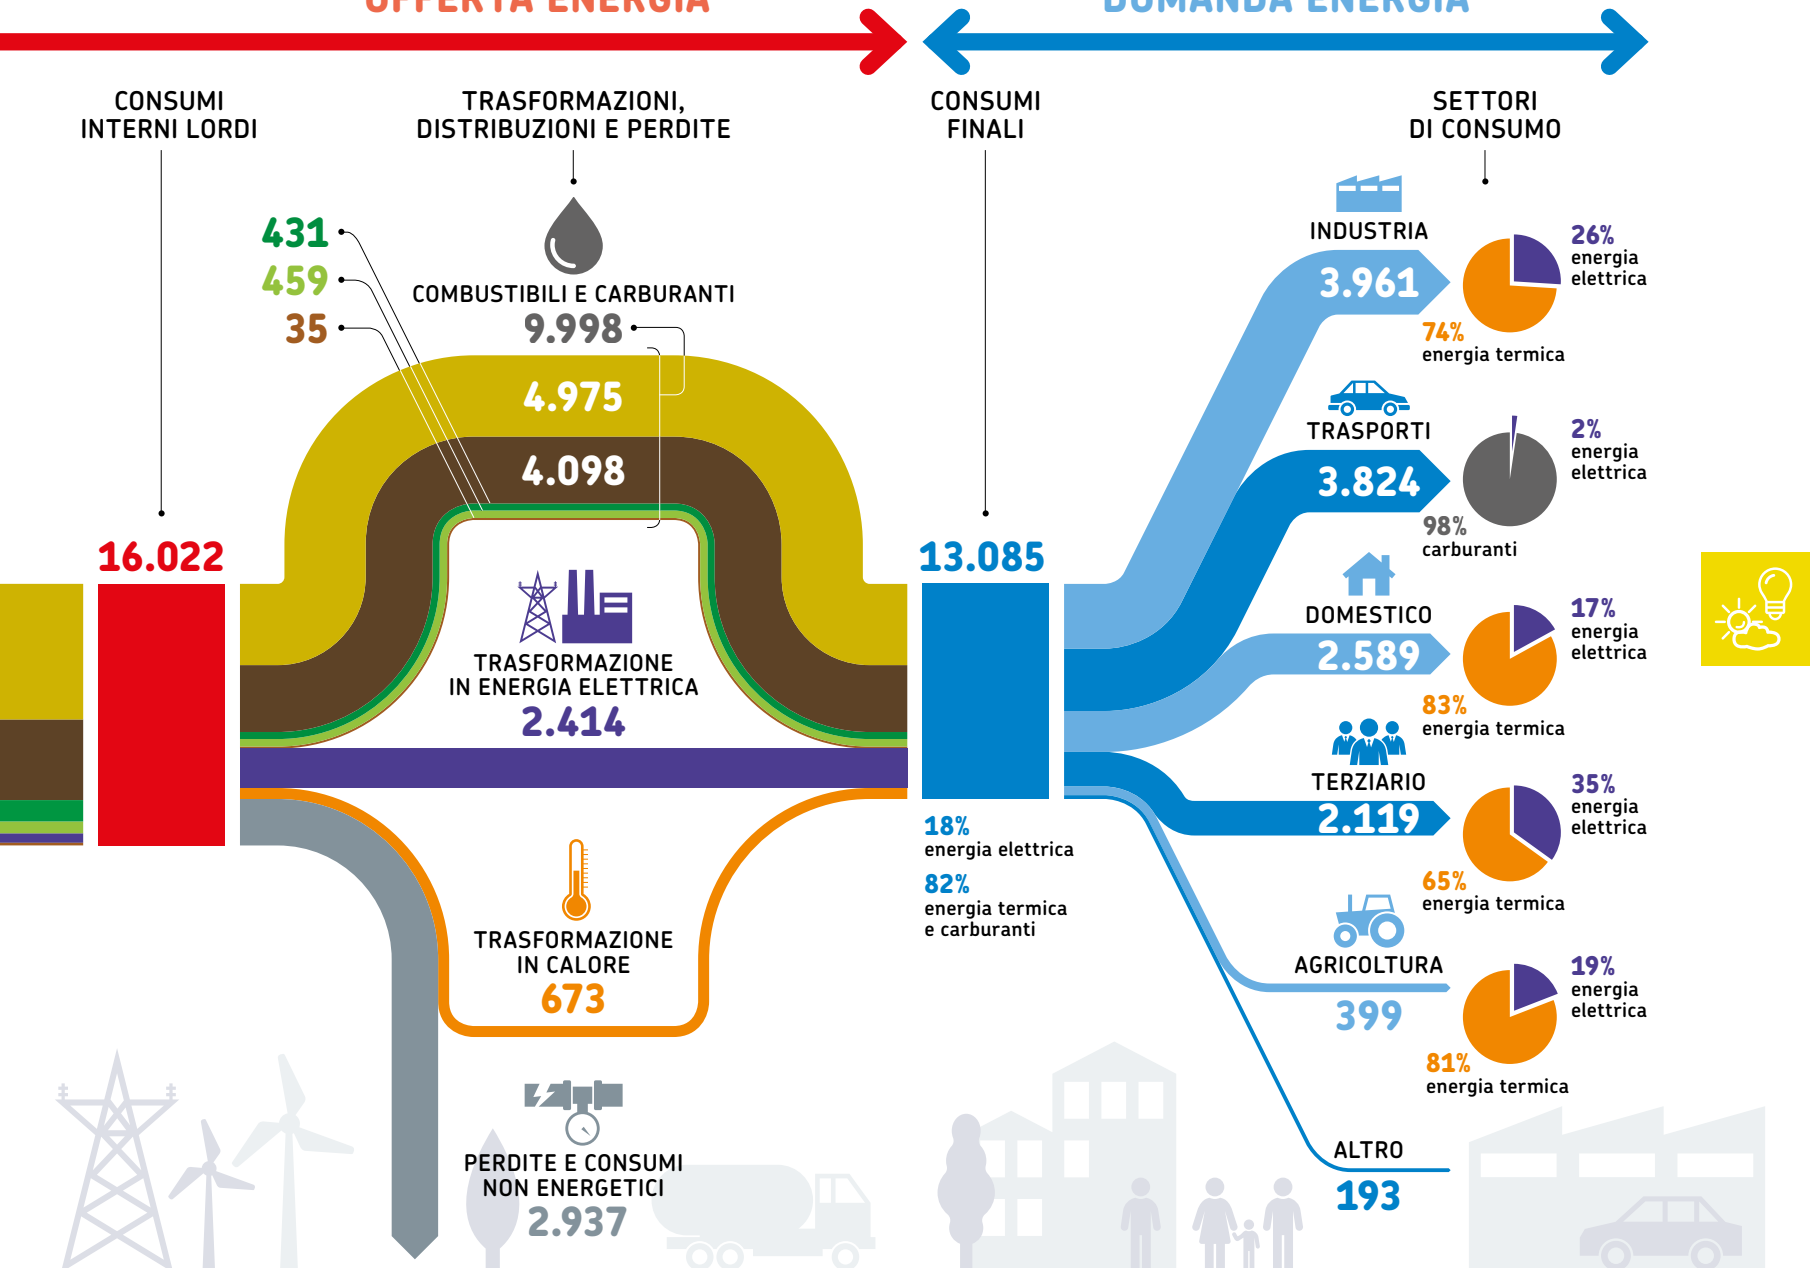 OFFERTA ENERGIA
DOMANDA ENERGIA
CONSUMI
INTERNI LORDI
TRASFORMAZIONI,
DISTRIBUZIONI E PERDITE
CONSUMI
FINALI
SETTORI
DI CONSUMO
431
459
35
COMBUSTIBILI E CARBURANTI
9.998
4.975
4.098
16.022
TRASFORMAZIONE
IN ENERGIA ELETTRICA
2.414
TRASFORMAZIONE
IN CALORE
673
PERDITE E CONSUMI
NON ENERGETICI
2.937
13.085
18%
energia elettrica
82%
energia termica
e carburanti
INDUSTRIA
3.961
26%
energia
elettrica
74%
energia termica
TRASPORTI
3.824
2%
energia
elettrica
98%
carburanti
DOMESTICO
2.589
17%
energia
elettrica
83%
energia termica
TERZIARIO
2.119
35%
energia
elettrica
65%
energia termica
AGRICOLTURA
399
19%
energia
elettrica
81%
energia termica
ALTRO
193